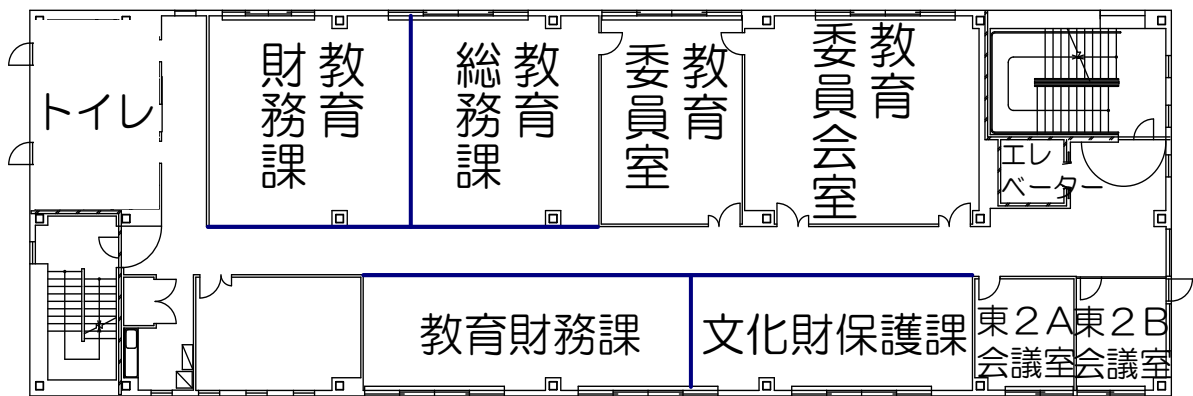 トイレ
教育
財務課
教育
総務課
教育
委員室
教育
委員会室
エレ
ベーター
教育財務課
文化財保護課
東２Ａ
会議室
東２Ｂ
会議室